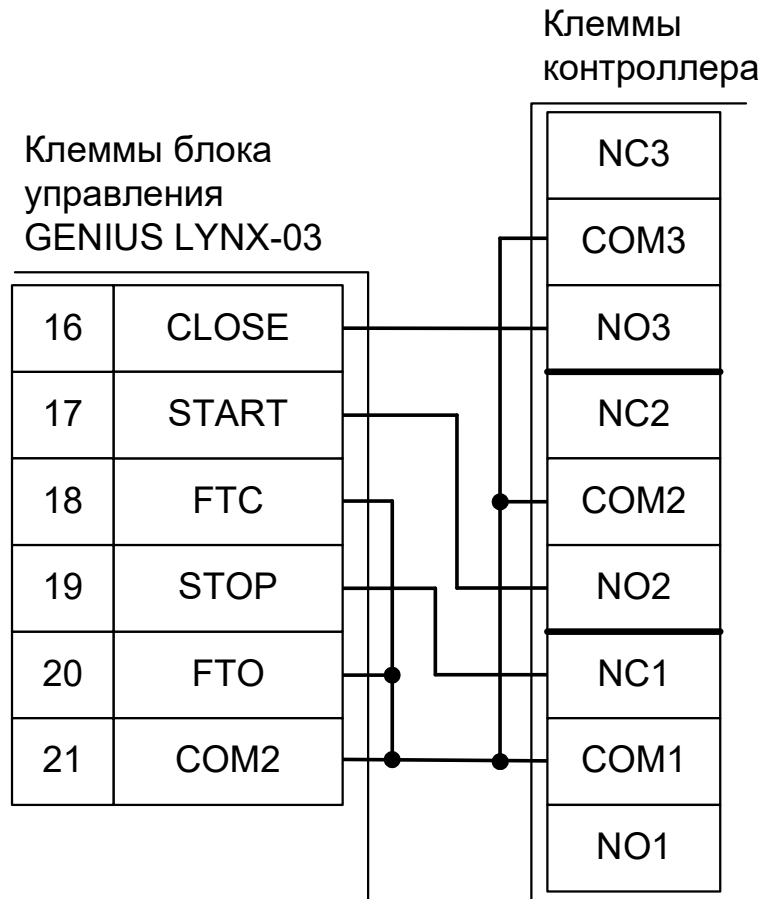 Клеммы
контроллера
Клеммы блока
управления
GENIUS LYNX-03
16 CLOSE
17 START
18 FTC
19 STOP
20 FTO
21 COM2
NC3
COM3
NO3
NC2
COM2
NO2
NC1
COM1
NO1